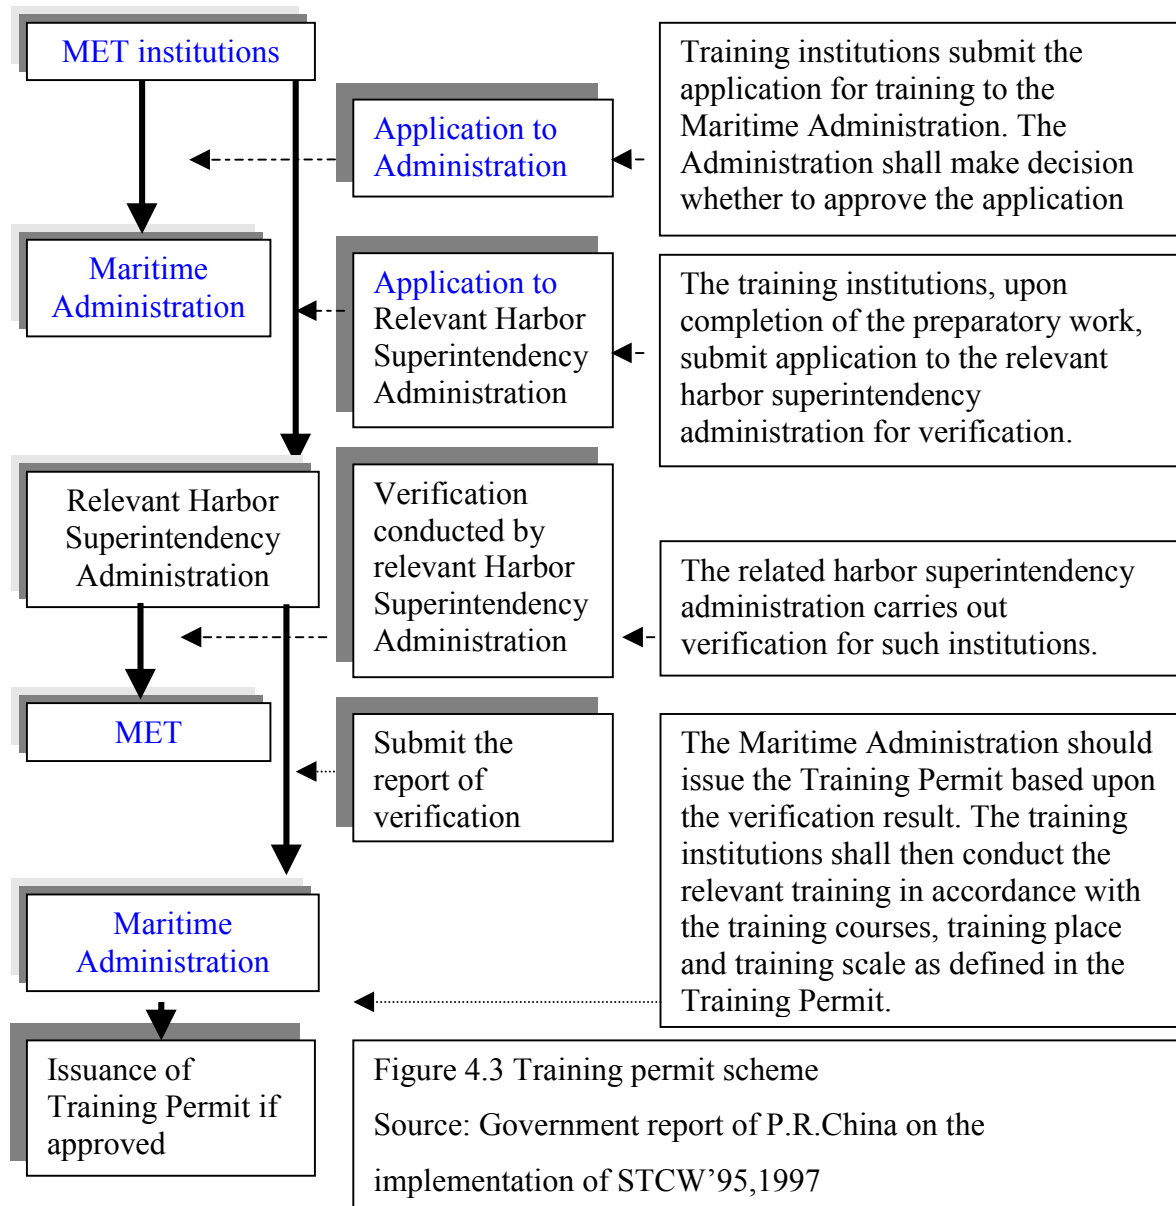 MET institutions
Training institutions submit the
application for training to the
Maritime Administration. The
Administration shall make decision
whether to approve the application
Application to
Administration
Maritime
Administration
Application to
Relevant Harbor
Superintendency
Administration
The training institutions, upon
completion of the preparatory work,
submit application to the relevant
harbor superintendency
administration for verification.
Relevant Harbor
Superintendency
Administration
Verification
conducted by
relevant Harbor
Superintendency
Administration
The related harbor superintendency
administration carries out
verification for such institutions.
MET
Submit the
report of
verification
The Maritime Administration should
issue the Training Permit based upon
the verification result. The training
institutions shall then conduct the
relevant training in accordance with
the training courses, training place
and training scale as defined in the
Training Permit.
Maritime
Administration
Issuance of
Training Permit if
approved
Figure 4.3 Training permit scheme
Source: Government report of P.R.China on the
implementation of STCW’95,1997